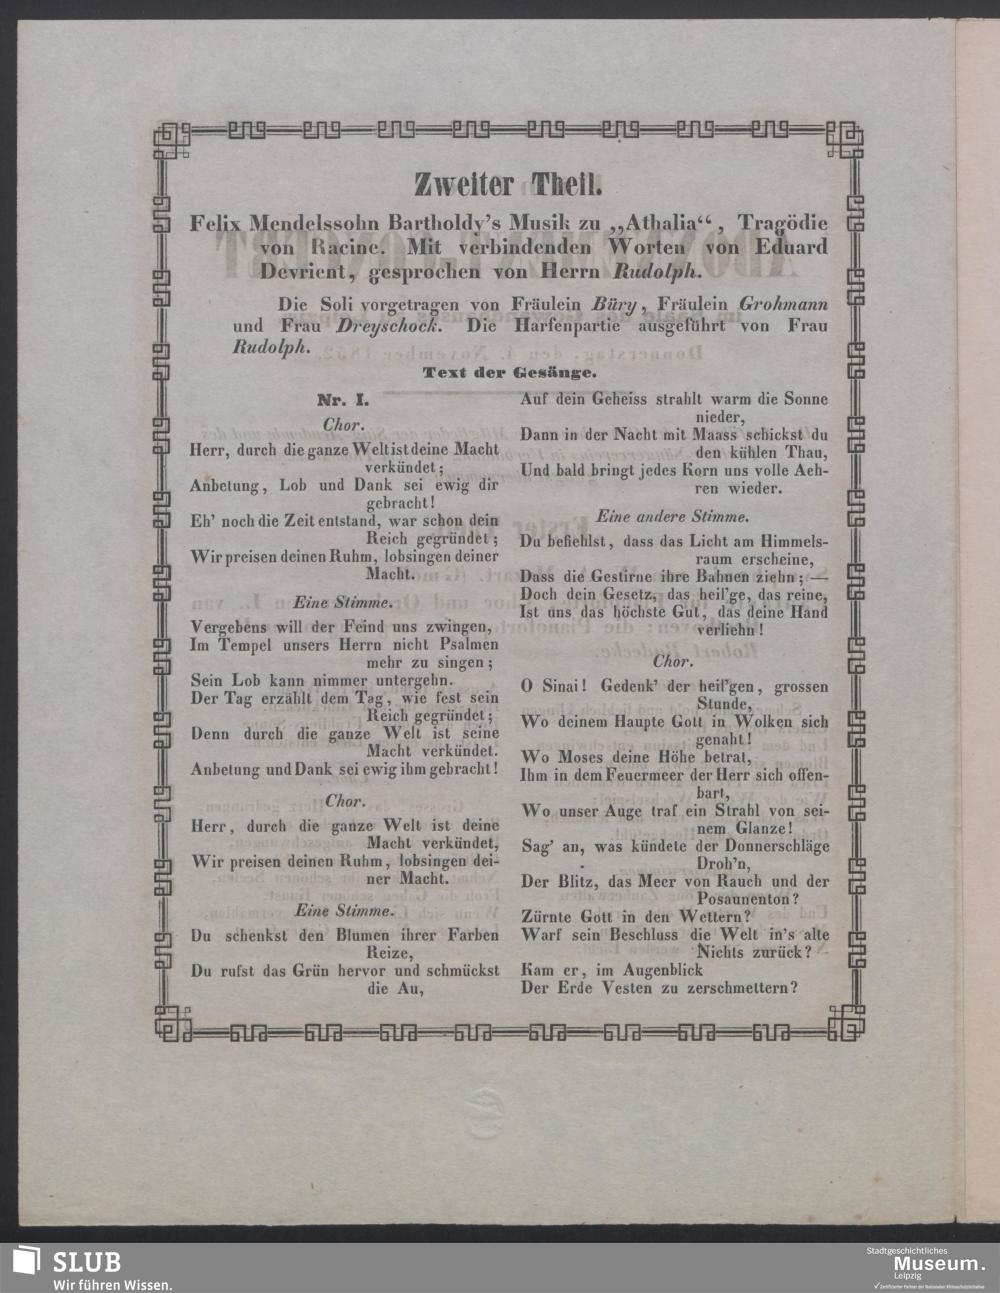 Zweiter Theil.
Felix Mendelssohn Bartholdy's Musik zu „Athalia“, Tragödie
von Racine. Mit verbindenden Worten von Eduard
Devrient, gesprochen von Herrn Rudolph.
Die Soli vorgetragen von Fräulein Büry, Fräulein Grohmann
und Frau Dreyschock. Die Harfenpartie ausgeführt von Frau
Rudolph.
Text der Gesänge.
Nr. I.
Chor.
Herr, durch die ganze Welt ist deine Macht
verkündet;
Anbetung, Lob und Dank sei ewig dir
gebracht!
Eh' noch die Zeit entstand, war schon dein
Reich gegründet;
Wir preisen deinen Ruhm, lobsingen deiner
Macht.
Eine Stimme.
Vergebens will der Feind uns zwingen,
Im Tempel unsers Herrn nicht Psalmen
mehr zu singen;
Sein Lob kann nimmer untergehn.
Der Tag erzählt dem Tag, wie fest sein
Reich gegründet;
Denn durch die ganze Welt ist seine
Macht verkündet.
Anbetung und Dank sei ewig ihm gebracht!
Chor.
Herr, durch die ganze Welt ist deine
Macht verkündet,
Wir preisen deinen Ruhm, lobsingen dei-
ner Macht.
Eine Stimme.
Du schenkst den Blumen ihrer Farben
Reize,
Du rufst das Grün hervor und schmückst
die Au,
Auf dein Geheiss strahlt warm die Sonne
nieder,
Dann in der Nacht mit Maass schickst du
den kühlen Thau,
Und bald bringt jedes Korn uns volle Aeh-
ren wieder.
Eine andere Stimme.
Du befiehlst, dass das Licht am Himmels-
raum erscheine,
Dass die Gestirne ihre Bahnen ziehn; —
Doch dein Gesetz, das heil'ge, das reine,
Ist uns das höchste Gut, das deine Hand
verliehn!
Chor.
O Sinai! Gedenk' der heil'gen, grossen
Stunde,
Wo deinem Haupte Gott in Wolken sich
genaht!
Wo Moses deine Höhe betrat,
Ihm in dem Feuermeer der Herr sich offen-
bart,
Wo unser Auge traf ein Strahl von sei-
nem Glanze!
Sag' an, was kündete der Donnerschläge
Droh'n,
Der Blitz, das Meer von Rauch und der
Posaunenton?
Zürnte Gott in den Wettern?
Warf sein Beschluss die Welt in's alte
Nichts zurück?
Kam er, im Augenblick
Der Erde Vesten zu zerschmettern?
SLUB
Wir führen Wissen.
Stadtgeschichtliches
Museum.
Leipzig